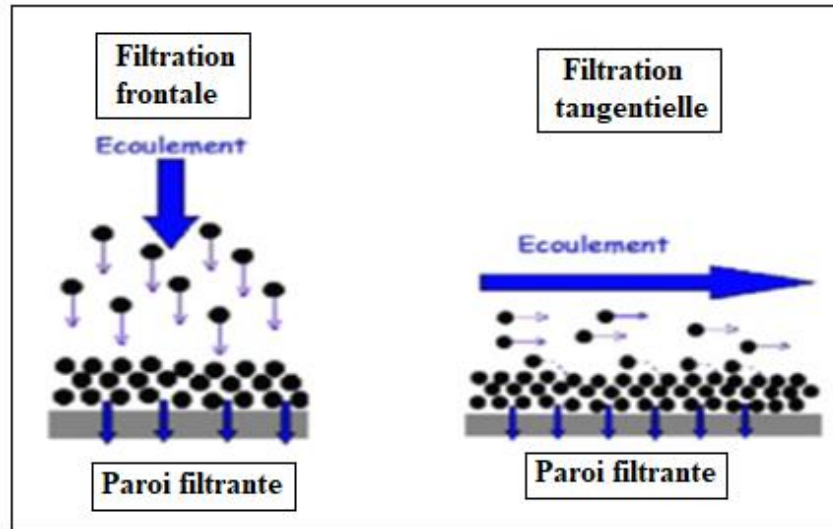 Filtration
frontale
Ecoulement
Paroi filtrante
Filtration
tangentielle
Ecoulement
Paroi filtrante